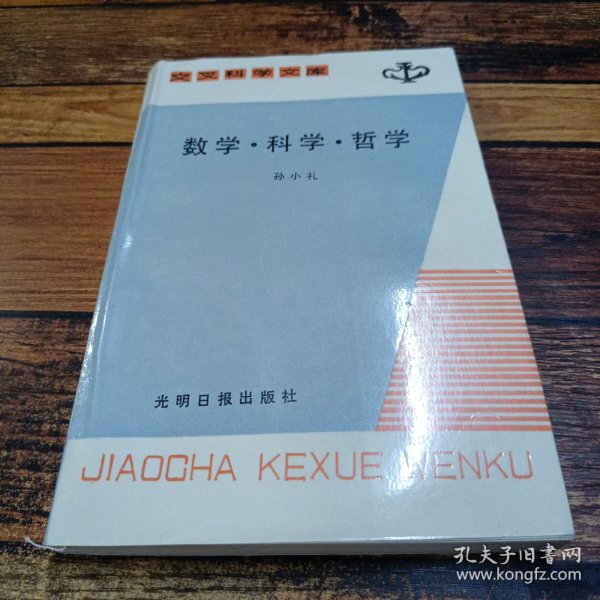 交叉科学文库
数学·科学·哲学
孙小礼
光明日报出版社
JIAOCHA KEXUE WENKU
孔夫子旧书网
www.kongfz.com